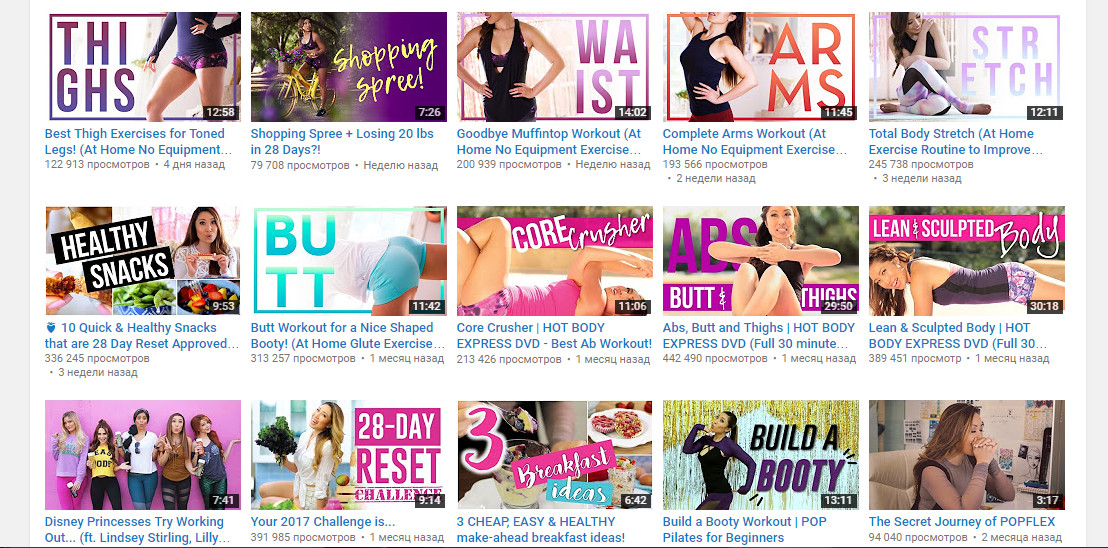 THI
GHS
12:58
Shopping
Spree!
7:26
WA
IST
14:02
AR
MS
11:45
STR
ETCH
12:11
Best Thigh Exercises for Toned
Legs! (At Home No Equipment…
122 913 просмотров • 4 дня назад
Shopping Spree + Losing 20 lbs
in 28 Days?!
79 708 просмотров • Неделю назад
Goodbye Muffintop Workout (At
Home No Equipment Exercise…
200 939 просмотров • Неделю назад
Complete Arms Workout (At
Home No Equipment Exercise…
193 566 просмотров
• 2 недели назад
Total Body Stretch (At Home
Exercise Routine to Improve…
245 738 просмотров
• 3 недели назад
HEALTHY
SNACKS
9:53
BU
TT
11:42
CORE Crusher
11:06
ABS
BUTT & THIGHS
29:50
LEAN & SCULPTED Body
30:18
10 Quick & Healthy Snacks
that are 28 Day Reset Approved…
336 245 просмотров
• 3 недели назад
Butt Workout for a Nice Shaped
Booty! (At Home Glute Exercise…
313 257 просмотров • 1 месяц назад
Core Crusher | HOT BODY
EXPRESS DVD - Best Ab Workout!
213 426 просмотров • 1 месяц назад
Abs, Butt and Thighs | HOT BODY
EXPRESS DVD (Full 30 minute…
442 490 просмотров • 1 месяц назад
Lean & Sculpted Body | HOT
BODY EXPRESS DVD (Full 30…
389 451 просмотр • 1 месяц назад
7:41
28-DAY
RESET
CHALLENGE
9:14
3
Breakfast
ideas
6:42
BUILD A
BOOTY
13:11
3:17
Disney Princesses Try Working
Out... (ft. Lindsey Stirling, Lilly…
Your 2017 Challenge is...
391 985 просмотров • 1 месяц назад
3 CHEAP, EASY & HEALTHY
make-ahead breakfast ideas!
Build a Booty Workout | POP
Pilates for Beginners
The Secret Journey of POPFLEX
94 040 просмотров • 2 месяца назад